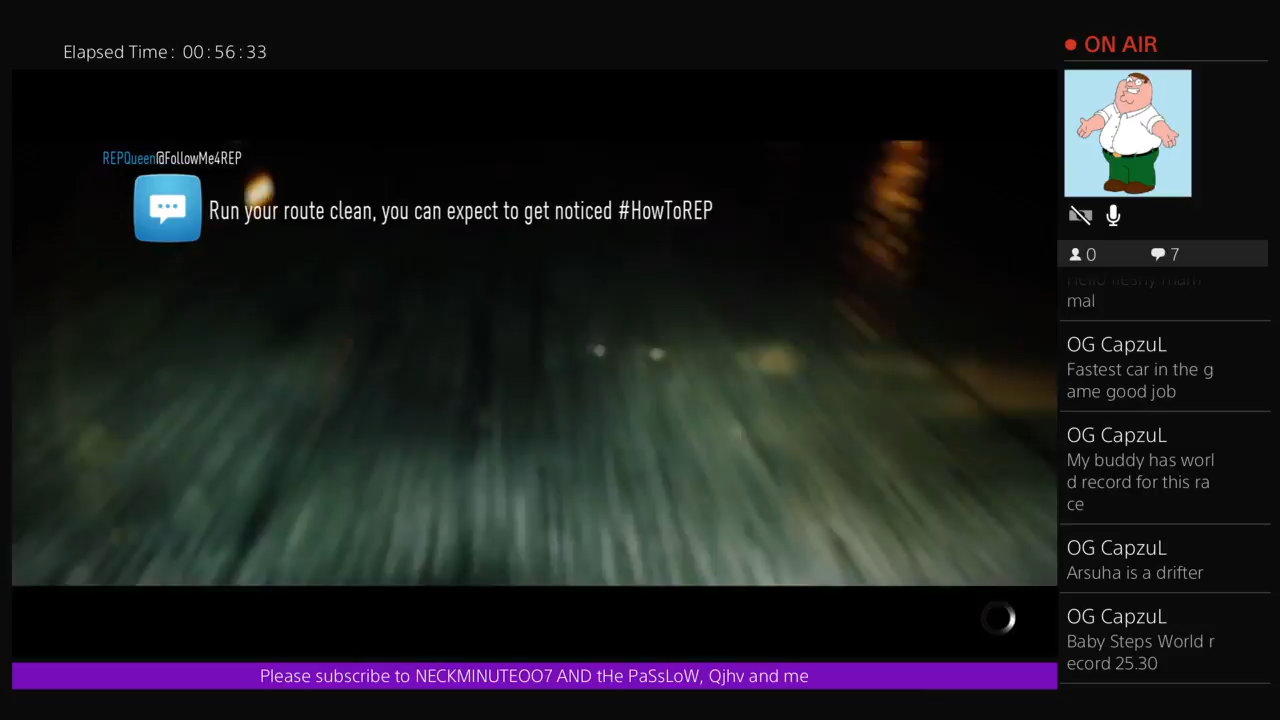 Elapsed Time: 00:56:33
ON AIR
REPQueen@FollowMe4REP
Run your route clean, you can expect to get noticed #HowToREP
0 7
Hello fleshy mam
mal
OG CapzuL
Fastest car in the g
ame good job
OG CapzuL
My buddy has worl
d record for this ra
ce
OG CapzuL
Arsuha is a drifter
OG CapzuL
Baby Steps World r
ecord 25.30
Please subscribe to NECKMINUTEOO7 AND tHe PaSsLoW, Qjhv and me